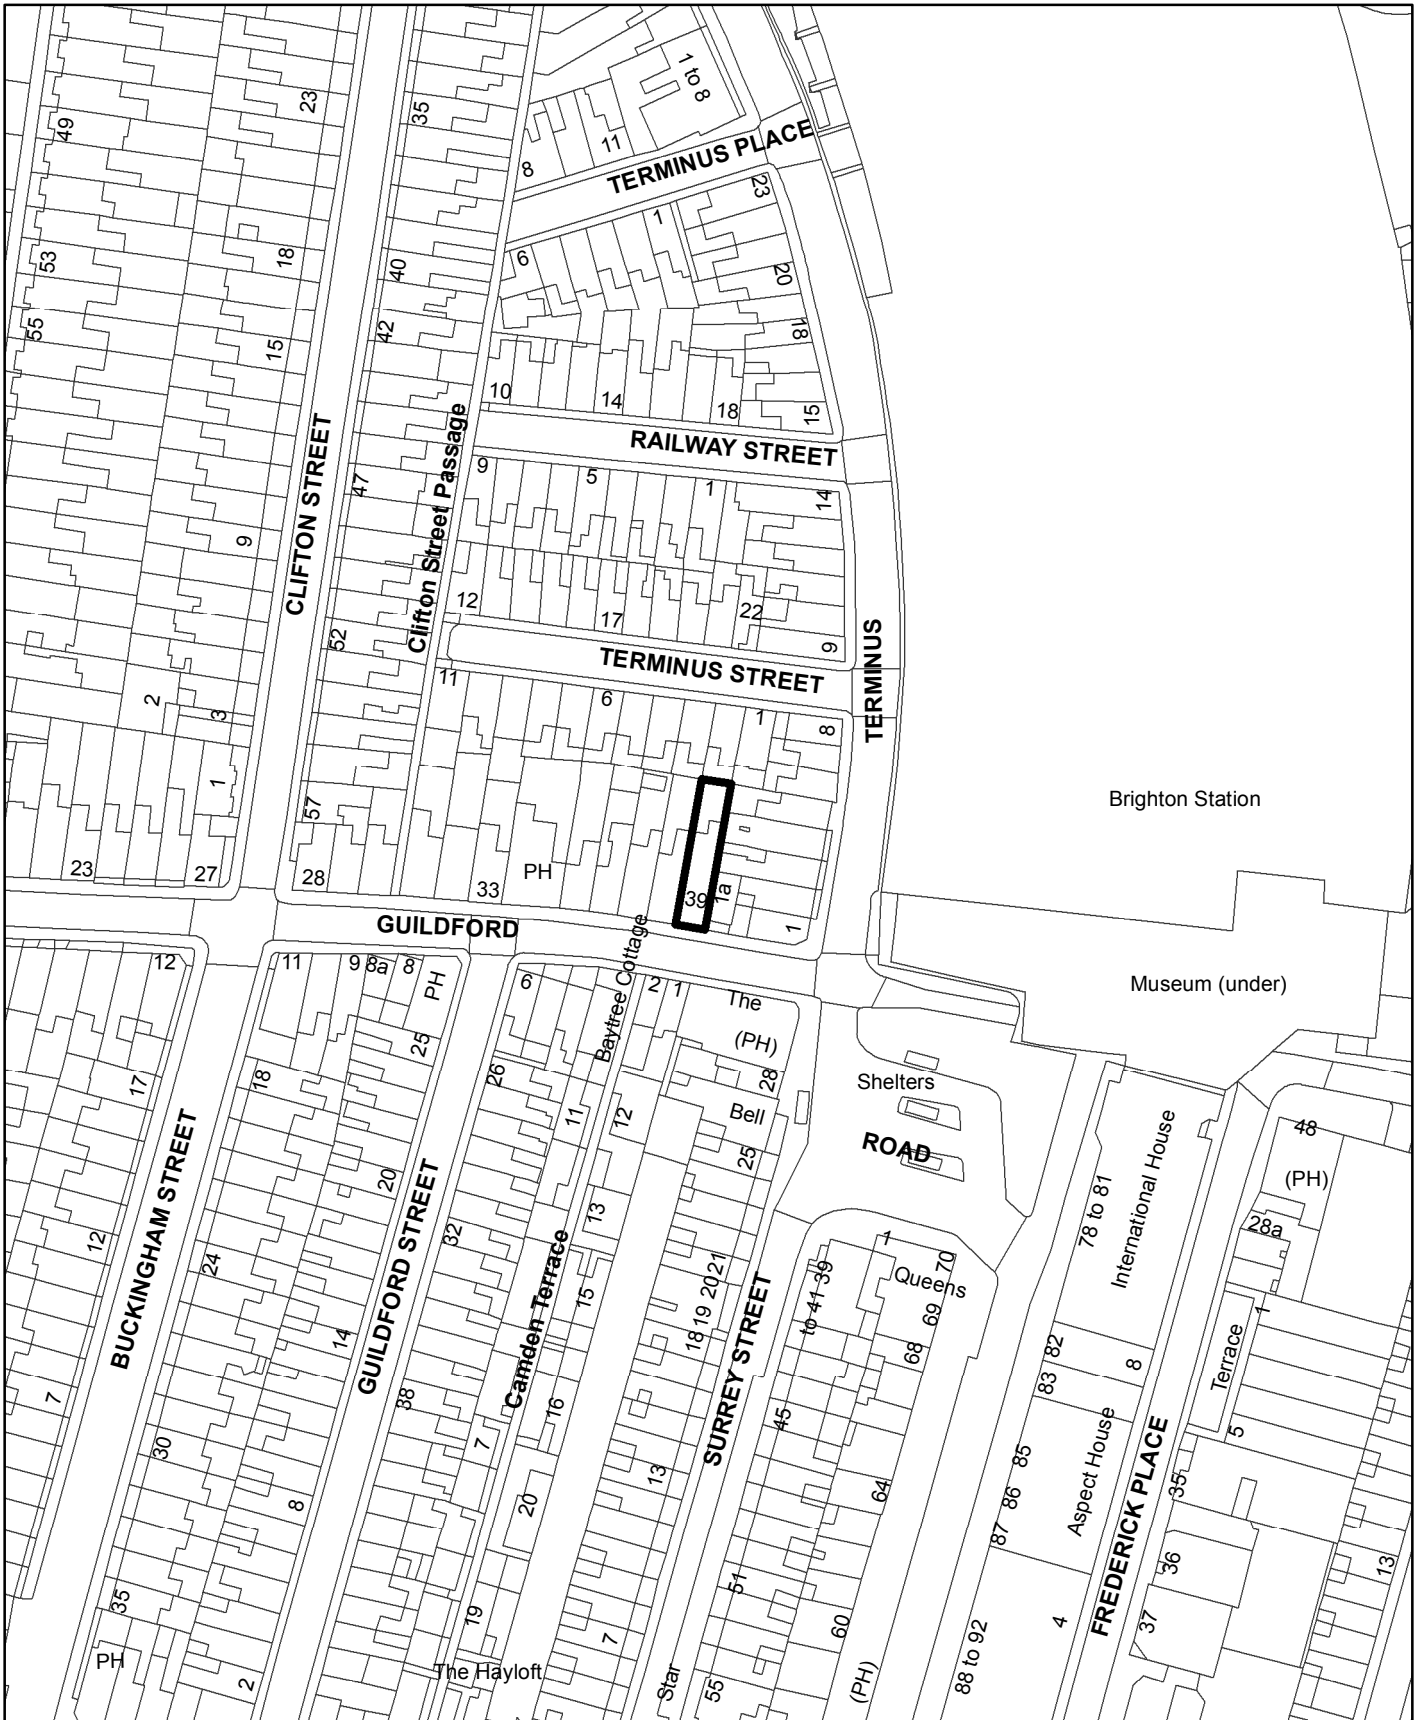 1 to 8
23
35
49
11
TERMINUS PLACE
8
23
1
18
40
6
53
20
55
42
18
15
10
14
18
15
RAILWAY STREET
CLIFTON STREET
Clifton Street Passage
9
5
1
14
47
9
12
17
22
52
9
TERMINUS STREET
TERMINUS
11
6
1
8
2
3
1
57
Brighton Station
23
27
28
33
PH
39
1a
1
GUILDFORD
12
11
9
8a
8
PH
6
Baytree Cottage
2
1
The
(PH)
Museum (under)
25
28
Shelters
17
18
26
11
12
Bell
25
ROAD
48
(PH)
International House
78 to 81
28a
BUCKINGHAM STREET
20
GUILDFORD STREET
32
13
12
24
Camden Terrace
15
21
20
19
18
SURREY STREET
39
to 41
1
Queens
70
69
68
1
Terrace
14
82
8
83
7
38
16
45
5
30
7
13
85
Aspect House
FREDERICK PLACE
64
35
8
20
86
87
36
13
51
35
19
7
60
4
37
PH
2
The Hayloft
Star
55
(PH)
88 to 92